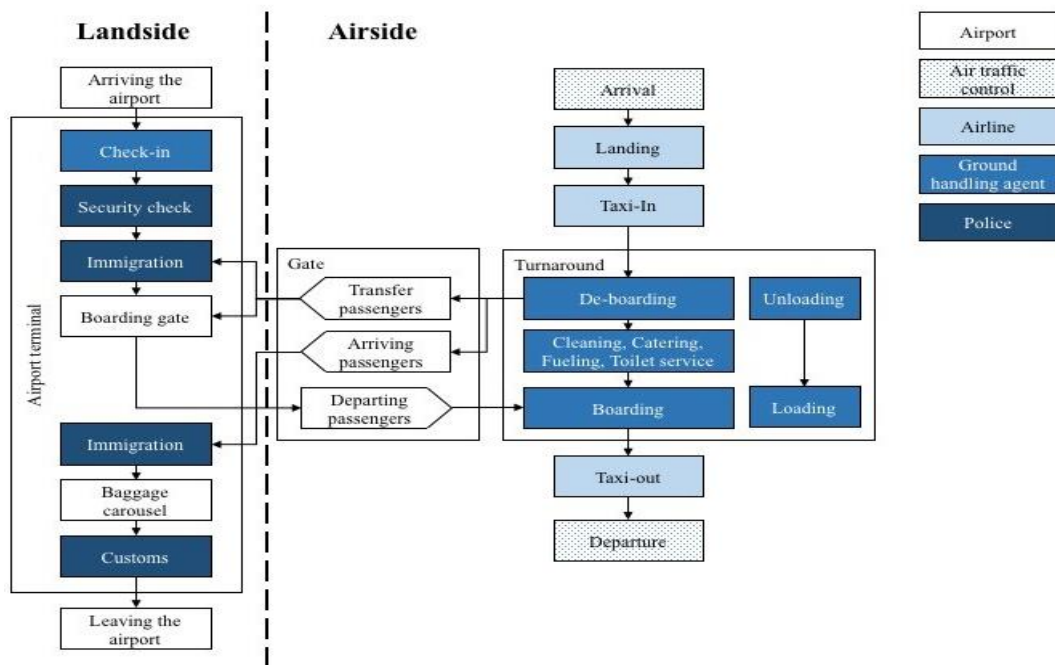 Landside
Airside
Arriving the
airport
Check-in
Security check
Immigration
Boarding gate
Immigration
Baggage
carousel
Customs
Leaving the
airport
Airport terminal
Gate
Transfer
passengers
Arriving
passengers
Departing
passengers
Arrival
Landing
Taxi-In
Turnaround
De-boarding
Cleaning, Catering,
Fueling, Toilet service
Boarding
Unloading
Loading
Taxi-out
Departure
Airport
Air traffic
control
Airline
Ground
handling agent
Police